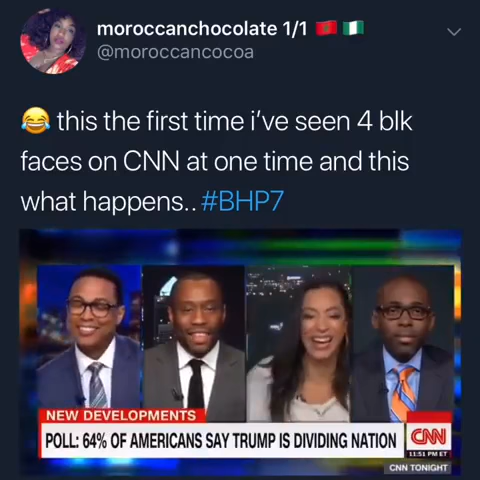 moroccanchocolate 1/1 🇲🇦 🇳🇬
@moroccancocoa
😂 this the first time i’ve seen 4 blk
faces on CNN at one time and this
what happens.. #BHP7
NEW DEVELOPMENTS
POLL: 64% OF AMERICANS SAY TRUMP IS DIVIDING NATION
CNN
11:51 PM ET
CNN TONIGHT